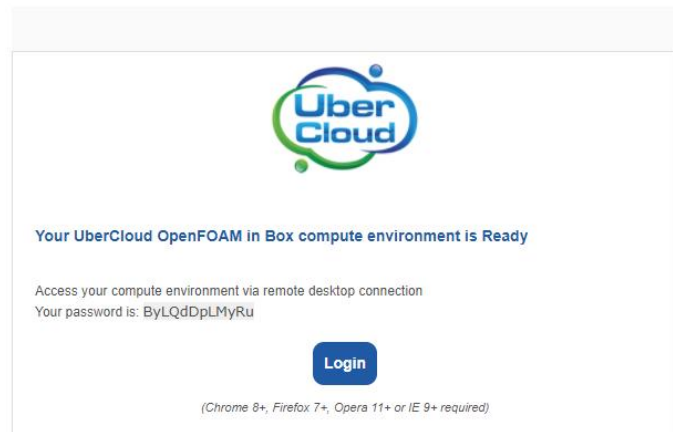 Uber
Cloud
Your UberCloud OpenFOAM in Box compute environment is Ready
Access your compute environment via remote desktop connection
Your password is: ByLQdDpLMyRu
Login
(Chrome 8+, Firefox 7+, Opera 11+ or IE 9+ required)